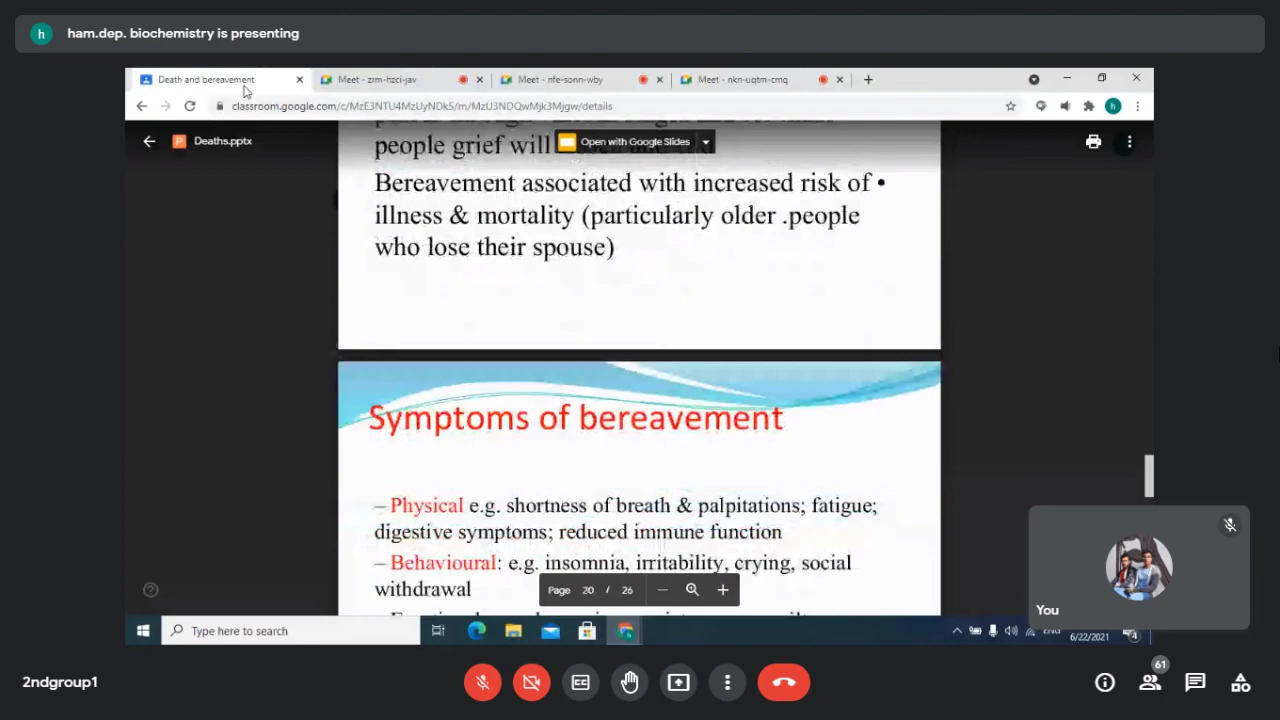 ham.dep. biochemistry is presenting
h
Death and bereavement
Meet - zrm-hzci-jav
Meet - nfe-sonn-wby
Meet - nkn-uqtm-cmq
classroom.google.com/c/MzE3NTU4MzUyNDk5/m/MzU3NDQwMjk3Mjgw/details
h
P
Deaths.pptx
Open with Google Slides
people grief will
Bereavement associated with increased risk of •
illness & mortality (particularly older .people
who lose their spouse)
Symptoms of bereavement
– Physical e.g. shortness of breath & palpitations; fatigue;
digestive symptoms; reduced immune function
– Behavioural: e.g. insomnia, irritability, crying, social
withdrawal
Page 20 / 26
You
Type here to search
ENG
6/22/2021
4
2ndgroup1
CC
61